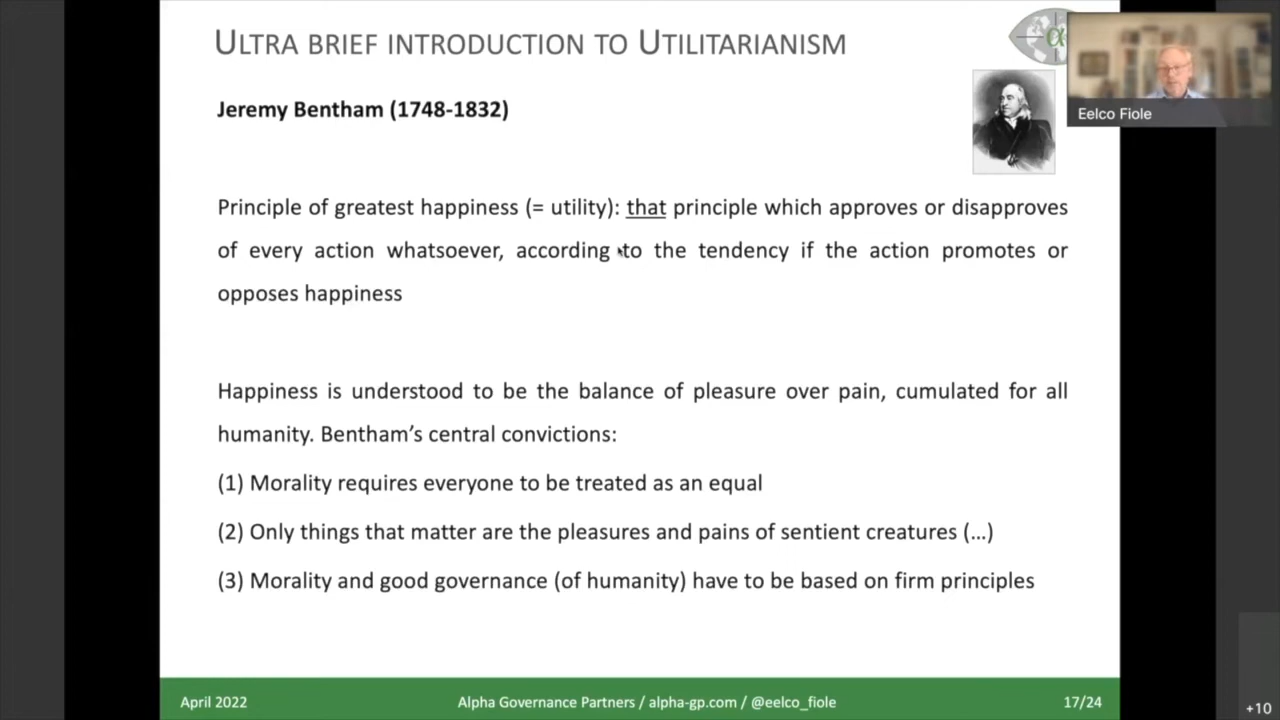 ULTRA BRIEF INTRODUCTION TO UTILITARIANISM
α
Eelco Fiole
Jeremy Bentham (1748-1832)
Principle of greatest happiness (= utility): that principle which approves or disapproves
of every action whatsoever, according to the tendency if the action promotes or
opposes happiness
Happiness is understood to be the balance of pleasure over pain, cumulated for all
humanity. Bentham’s central convictions:
(1) Morality requires everyone to be treated as an equal
(2) Only things that matter are the pleasures and pains of sentient creatures (…)
(3) Morality and good governance (of humanity) have to be based on firm principles
April 2022
Alpha Governance Partners / alpha-gp.com / @eelco_fiole
17/24
+10